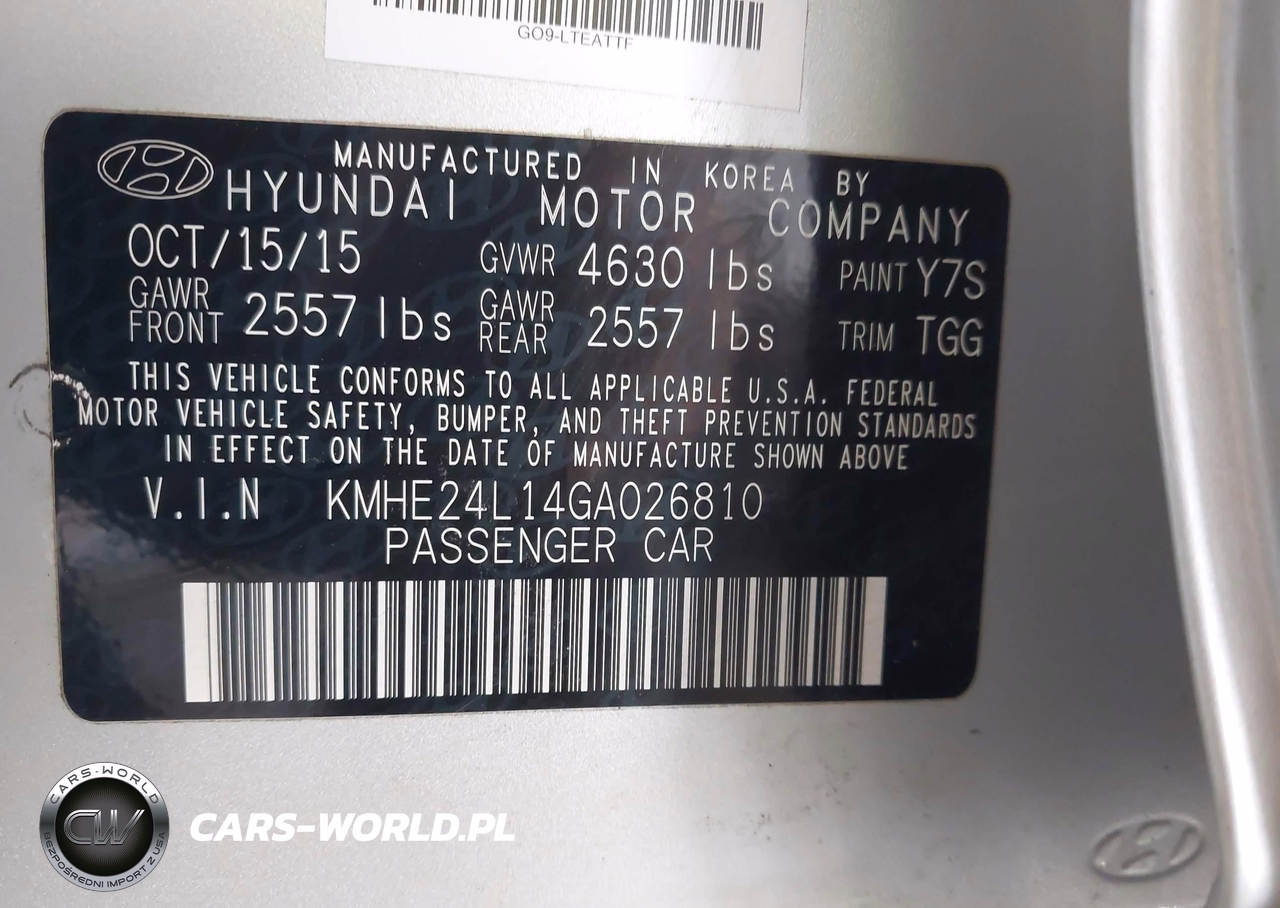 GO9-LTEATTF
MANUFACTURED IN KOREA BY
HYUNDAI MOTOR COMPANY
OCT/15/15 GVWR 4630 lbs PAINT Y7S
GAWR FRONT 2557 lbs GAWR REAR 2557 lbs TRIM TGG
THIS VEHICLE CONFORMS TO ALL APPLICABLE U.S.A. FEDERAL
MOTOR VEHICLE SAFETY, BUMPER, AND THEFT PREVENTION STANDARDS
IN EFFECT ON THE DATE OF MANUFACTURE SHOWN ABOVE
V.I.N KMHE24L14GA026810
PASSENGER CAR
CARS-WORLD
CW
BEZPOŚREDNI IMPORT Z USA
CARS-WORLD.PL